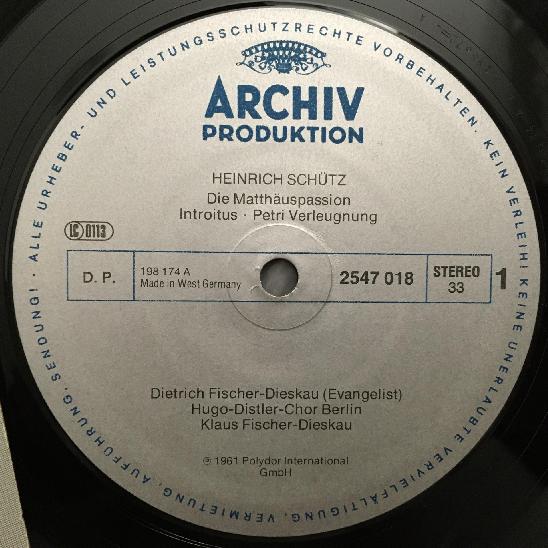 · ALLE URHEBER- UND LEISTUNGSSCHUTZRECHTE VORBEHALTEN. KEIN VERLEIH! KEINE UNERLAUBTE VERVIELFÄLTIGUNG, VERMIETUNG, AUFFÜHRUNG, SENDUNG!
ARCHIV
PRODUKTION
HEINRICH SCHÜTZ
Die Matthäuspassion
Introitus · Petri Verleugnung
LC 0113
D. P.
198 174 A
Made in West Germany
2547 018
STEREO
33
1
Dietrich Fischer-Dieskau (Evangelist)
Hugo-Distler-Chor Berlin
Klaus Fischer-Dieskau
℗ 1961 Polydor International
GmbH